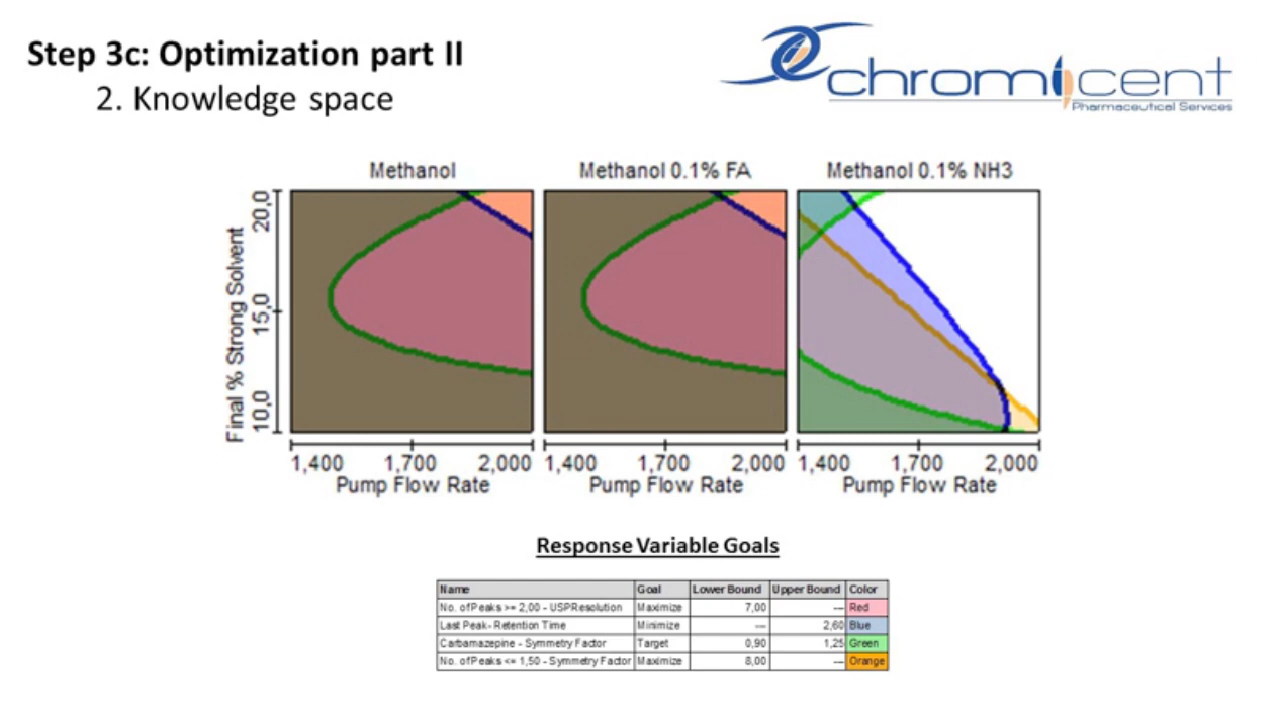 Step 3c: Optimization part II
2. Knowledge space
chromicent
Pharmaceutical Services
Methanol
Methanol 0.1% FA
Methanol 0.1% NH3
Final % Strong Solvent
20,0
15,0
10,0
1,400 1,700 2,000
1,400 1,700 2,000
1,400 1,700 2,000
Pump Flow Rate
Pump Flow Rate
Pump Flow Rate
Response Variable Goals
Name Goal Lower Bound Upper Bound Color
No. of Peaks >= 2,00 - USPResolution Maximize 7,00 --- Red
Last Peak - Retention Time Minimize --- 2,60 Blue
Carbamazepine - Symmetry Factor Target 0,90 1,25 Green
No. of Peaks <= 1,50 - Symmetry Factor Maximize 8,00 --- Orange